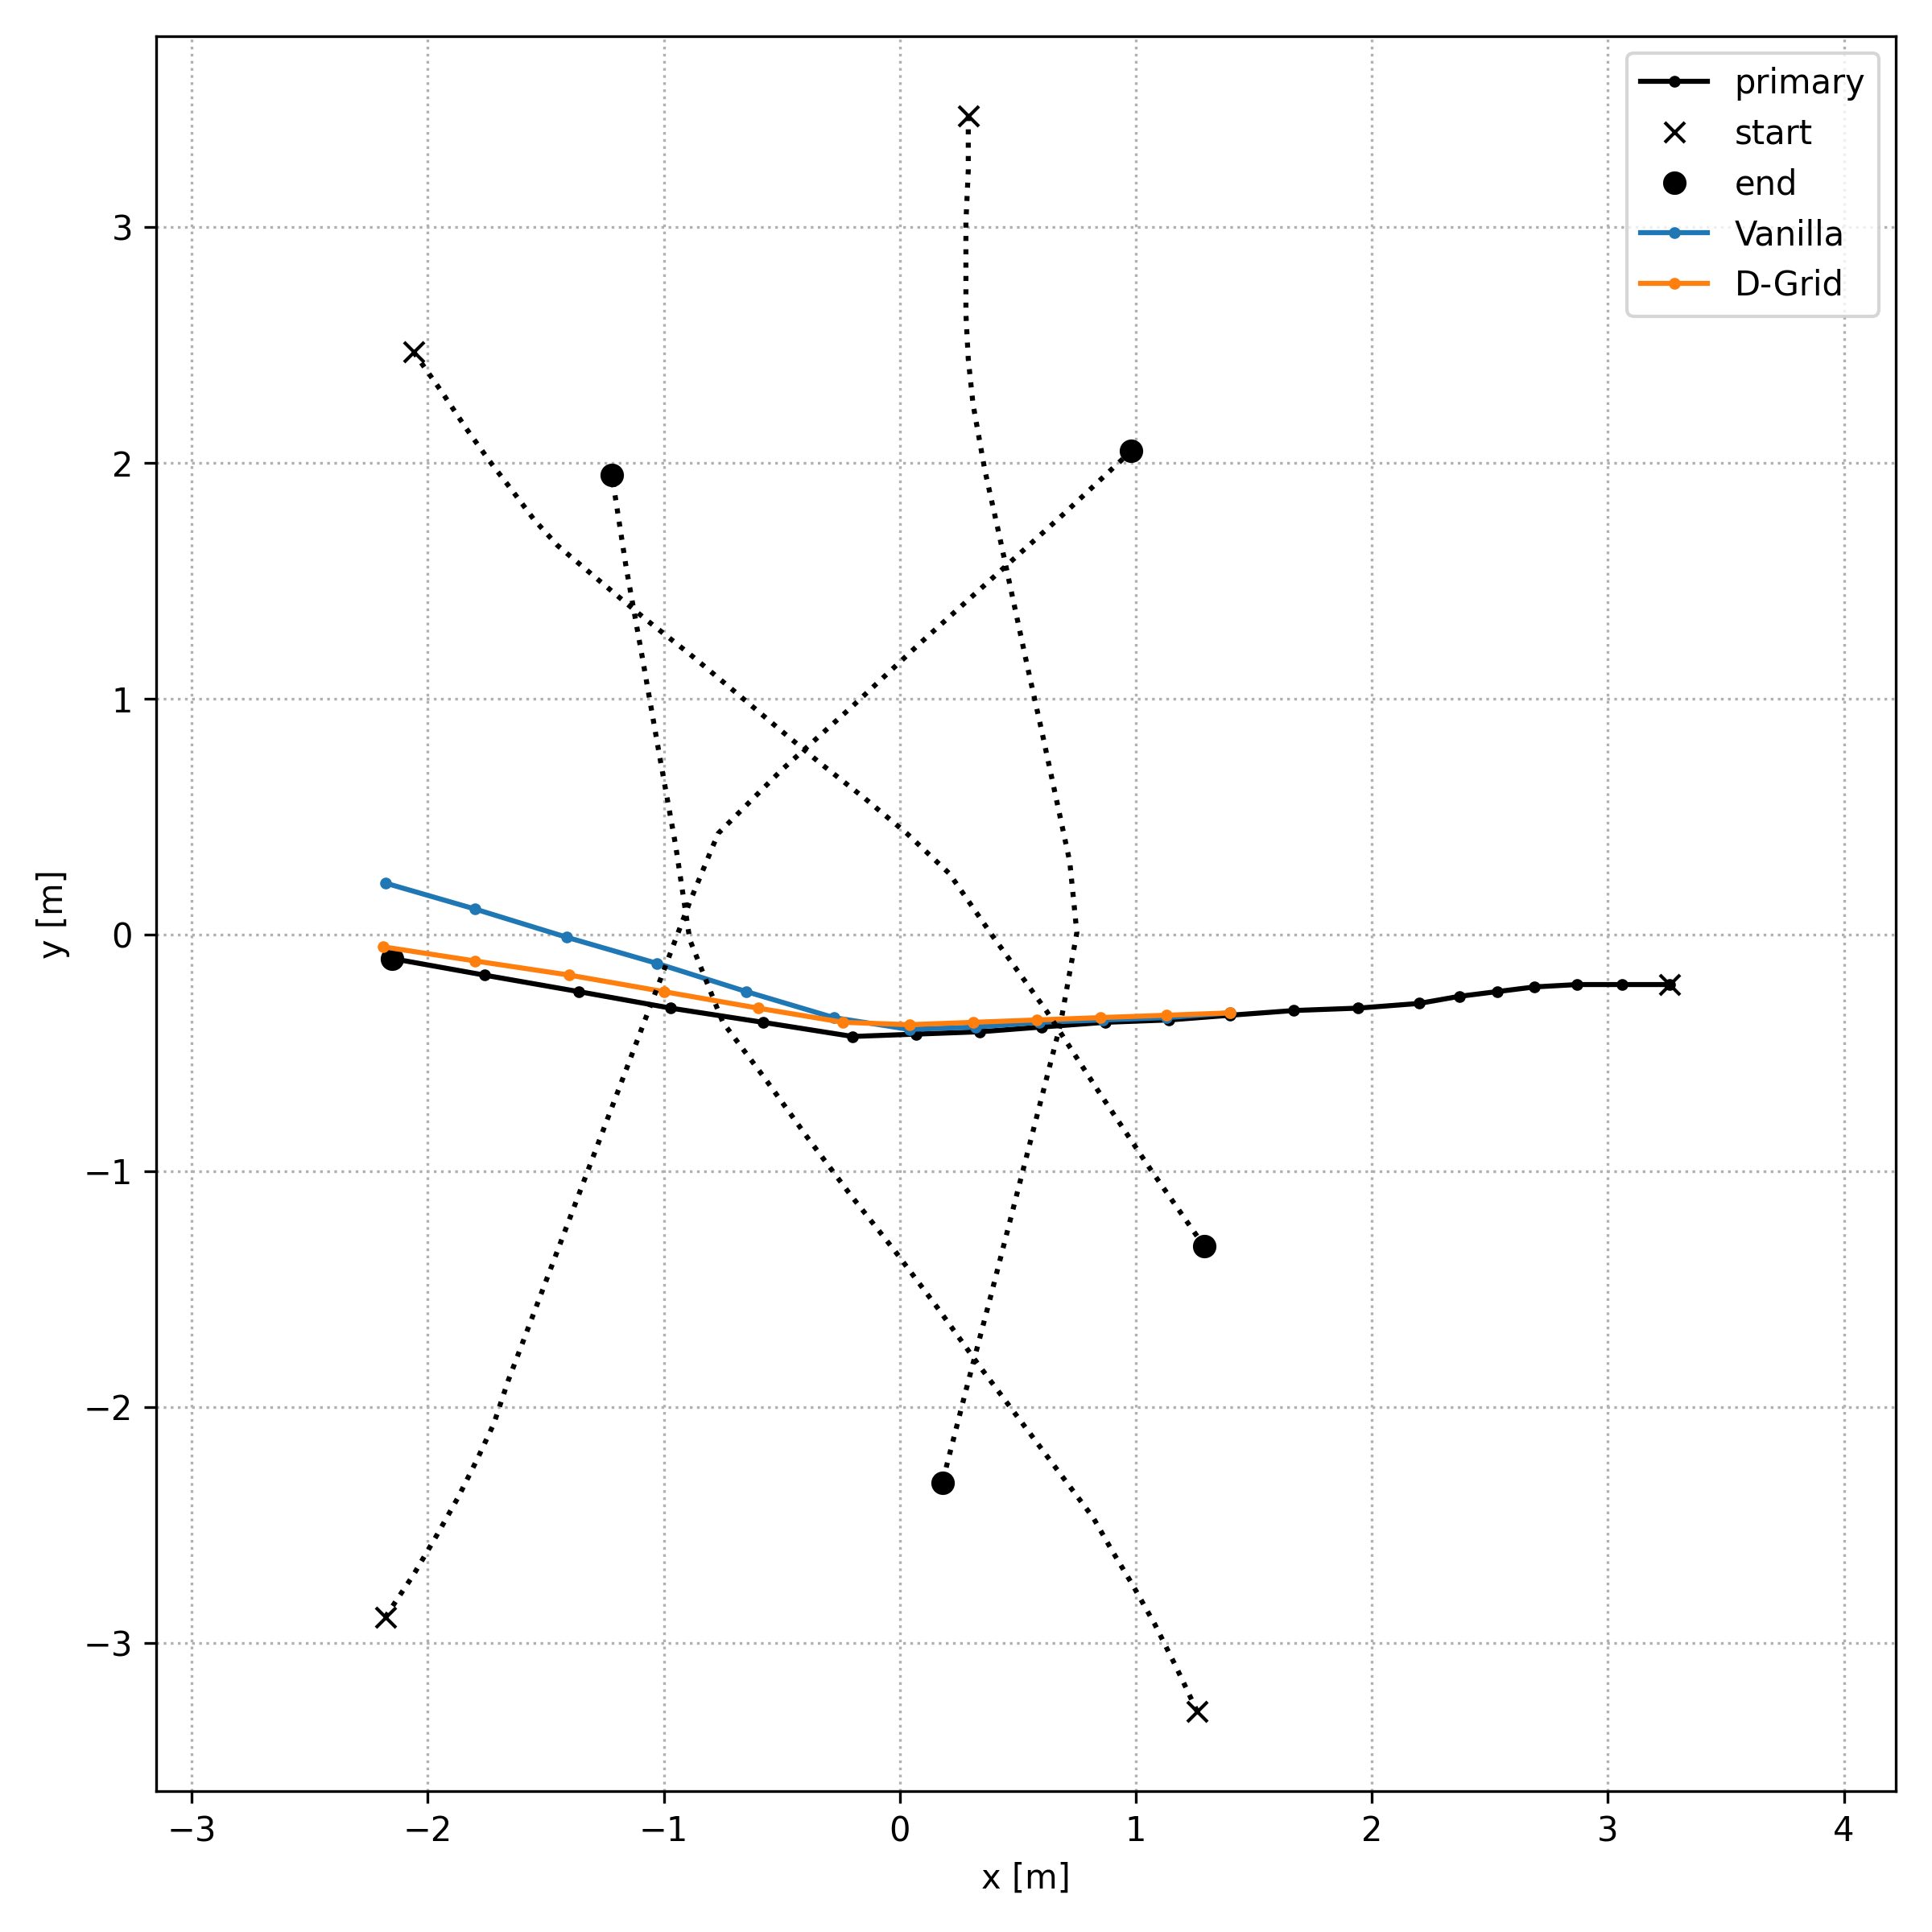 primary
start
end
Vanilla
D-Grid
3
2
1
0
−1
−2
−3
y [m]
−3 −2 −1 0 1 2 3 4
x [m]